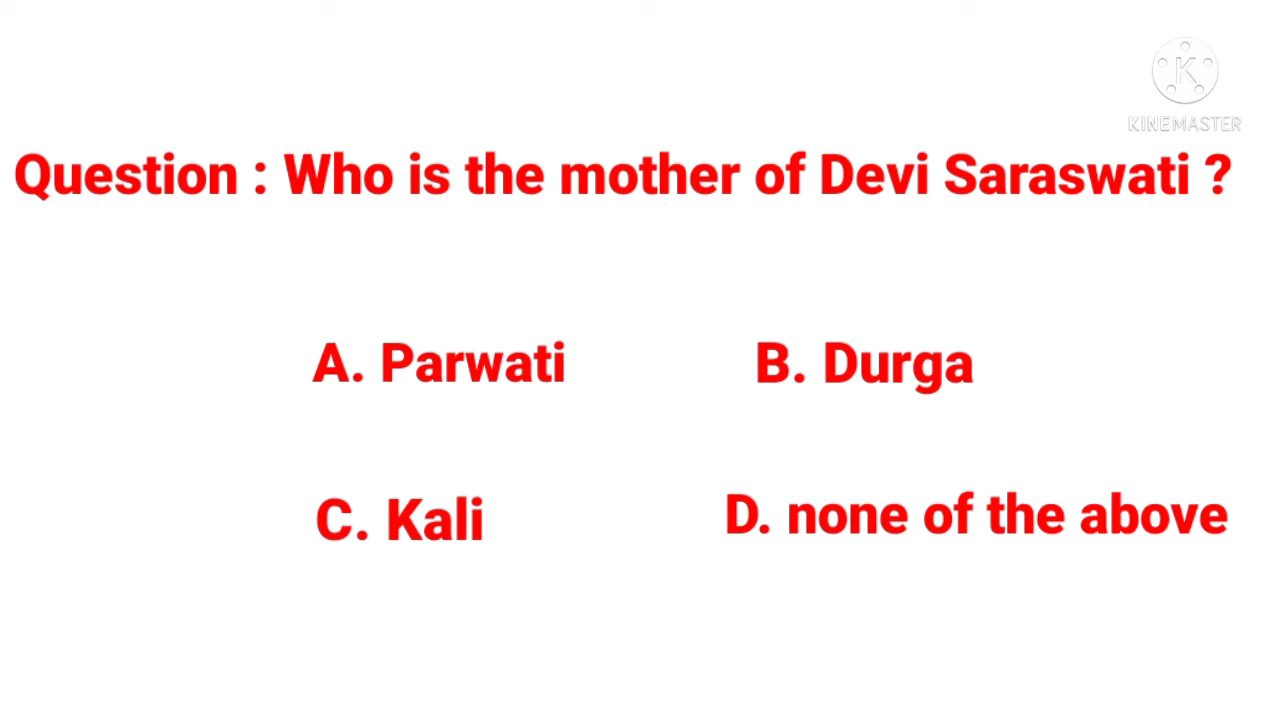 K
KINEMASTER
Question : Who is the mother of Devi Saraswati ?
A. Parwati
B. Durga
C. Kali
D. none of the above